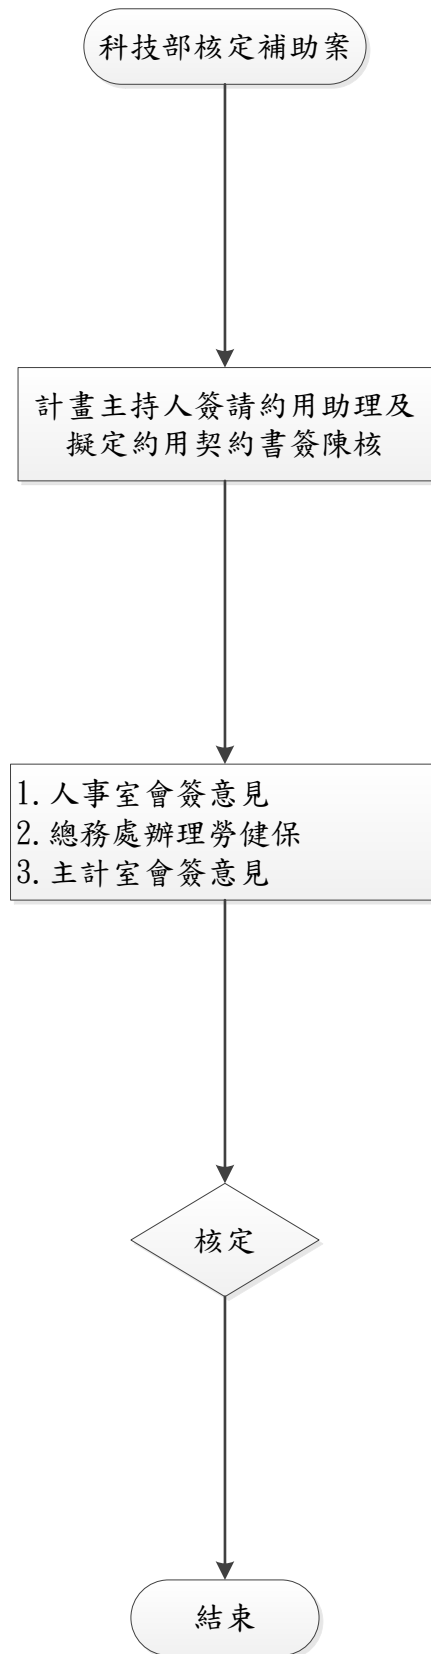 科技部核定補助案
計畫主持人簽請約用助理及
擬定約用契約書簽陳核
1. 人事室會簽意見
2. 總務處辦理勞健保
3. 主計室會簽意見
核定
結束